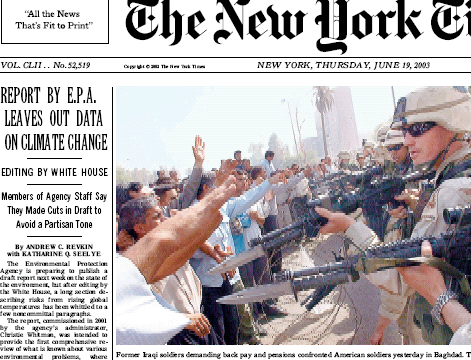 "All the News
That's Fit to Print"
The New York Ti
VOL. CLII . . No. 52,519
Copyright © 2003 The New York Times
NEW YORK, THURSDAY, JUNE 19, 2003
REPORT BY E.P.A.
LEAVES OUT DATA
ON CLIMATE CHANGE
EDITING BY WHITE HOUSE
Members of Agency Staff Say
They Made Cuts in Draft to
Avoid a Partisan Tone
By ANDREW C. REVKIN
with KATHARINE Q. SEELYE
The Environmental Protection
Agency is preparing to publish a
draft report next week on the state of
the environment, but after editing by
the White House, a long section de-
scribing risks from rising global
temperatures has been whittled to a
few noncommittal paragraphs.
The report, commissioned in 2001
by the agency's administrator,
Christie Whitman, was intended to
provide the first comprehensive re-
view of what is known about various
environmental problems, where
Former Iraqi soldiers demanding back pay and pensions confronted American soldiers yesterday in Baghdad.